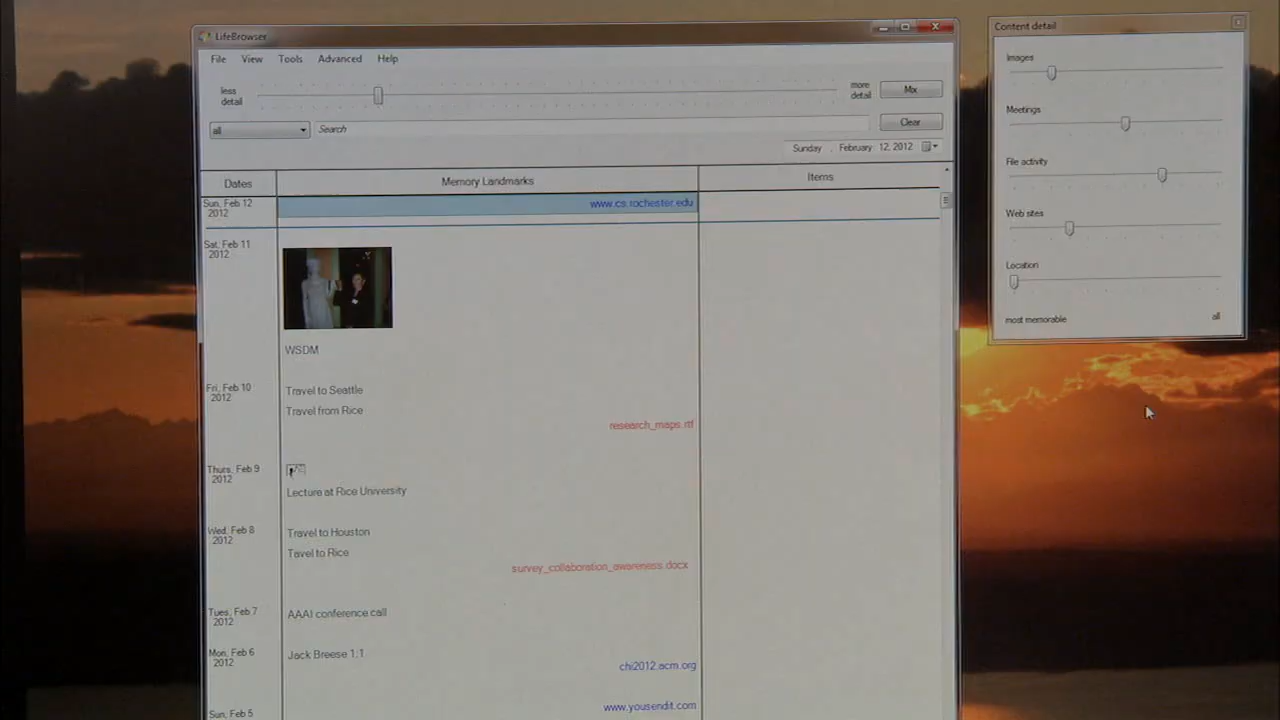 LifeBrowser
File View Tools Advanced Help
less detail
more detail
Mix
all
Search
Clear
Sunday , February 12, 2012
Dates
Memory Landmarks
Items
Sun, Feb 12
2012
www.cs.rochester.edu
Sat, Feb 11
2012
WSDM
Fri, Feb 10
2012
Travel to Seattle
Travel from Rice
research_maps.rtf
Thurs, Feb 9
2012
Lecture at Rice University
Wed, Feb 8
2012
Travel to Houston
Tavel to Rice
survey_collaboration_awareness.docx
Tues, Feb 7
2012
AAAI conference call
Mon, Feb 6
2012
Jack Breese 1:1
chi2012.acm.org
Sun, Feb 5
www.yousendit.com
Content detail
Images
Meetings
File activity
Web sites
Location
most memorable
all